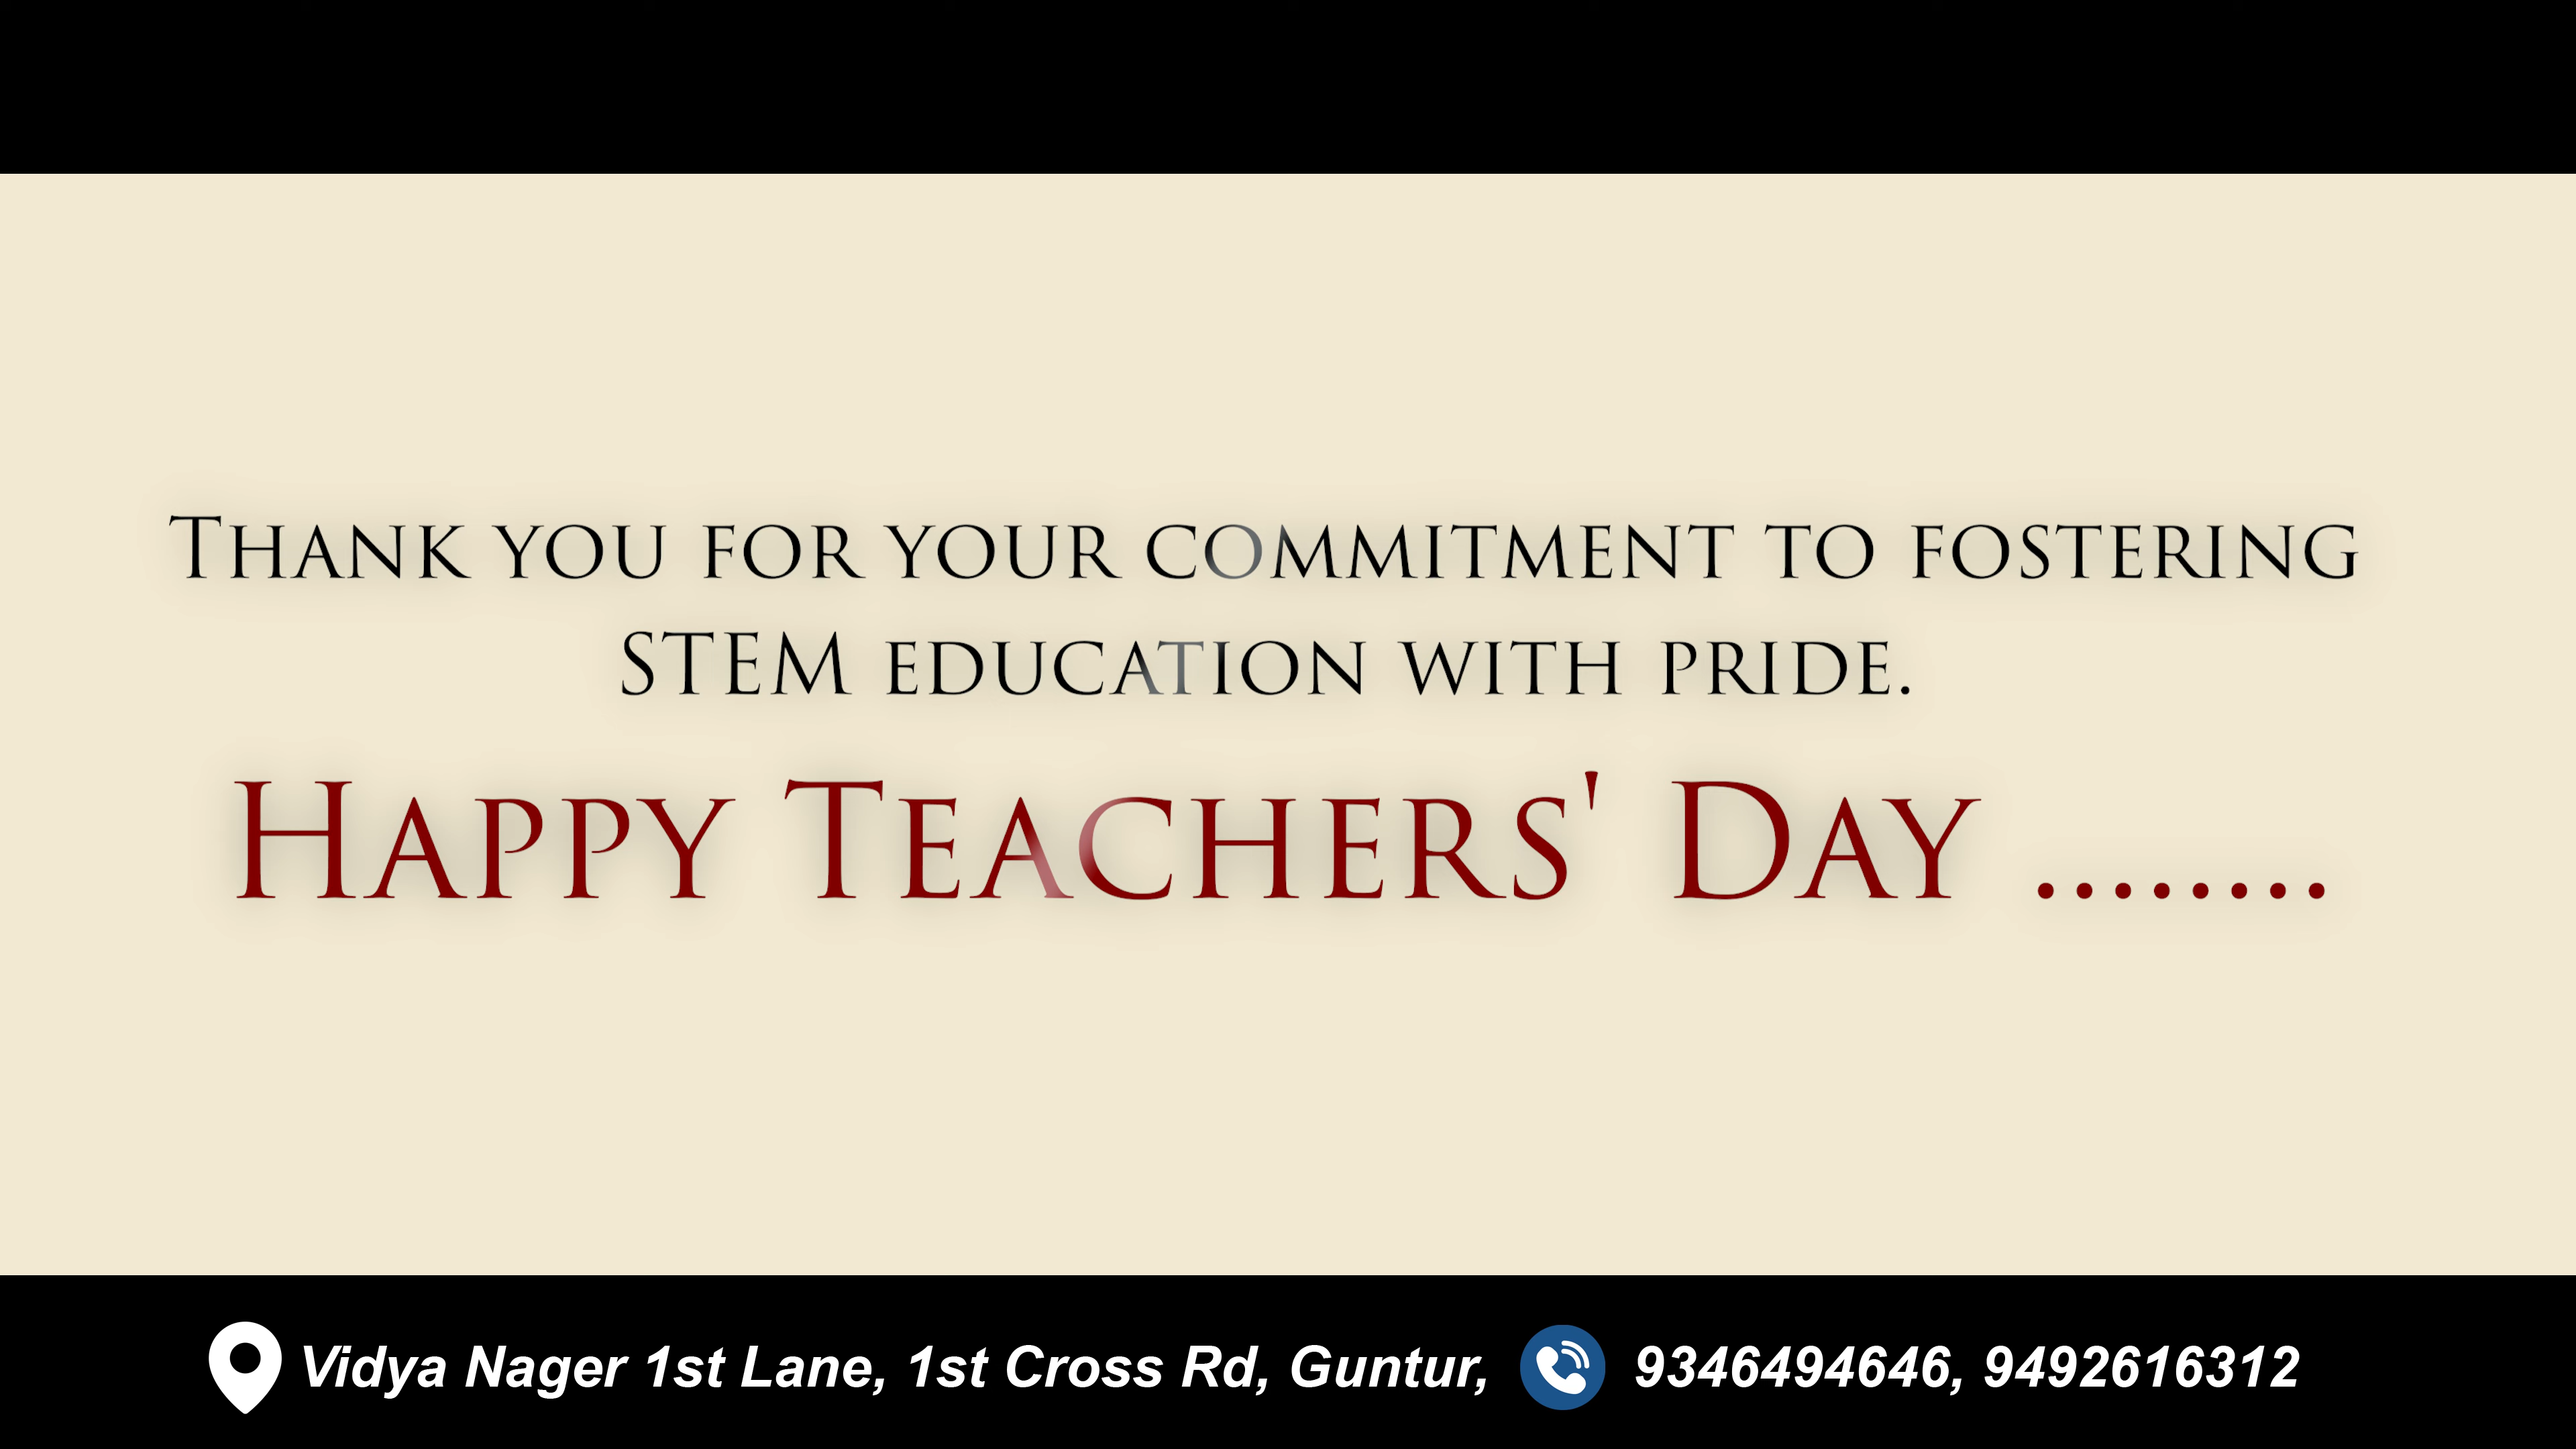 Thank you for your commitment to fostering
STEM education with pride.
Happy Teachers' Day ........
Vidya Nager 1st Lane, 1st Cross Rd, Guntur, 9346494646, 9492616312